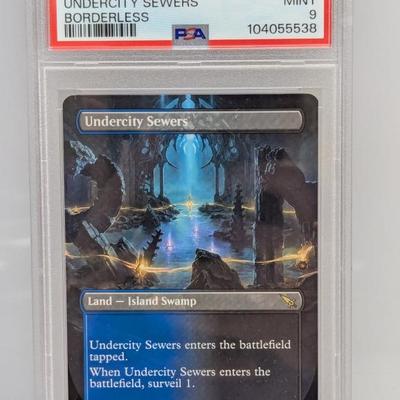 UNDERCITY SEWERS
MINT
BORDERLESS
PSA
9
104055538
Undercity Sewers
Land — Island Swamp
Undercity Sewers enters the battlefield
tapped.
When Undercity Sewers enters the
battlefield, surveil 1.